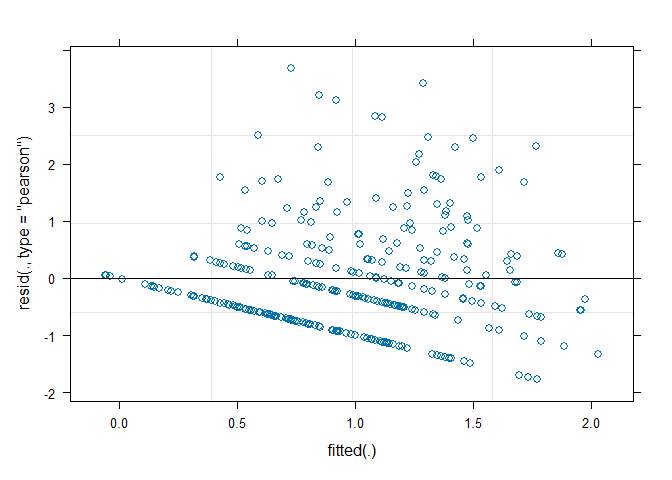 resid(., type = "pearson")
3
2
1
0
-1
-2
0.0 0.5 1.0 1.5 2.0
fitted(.)